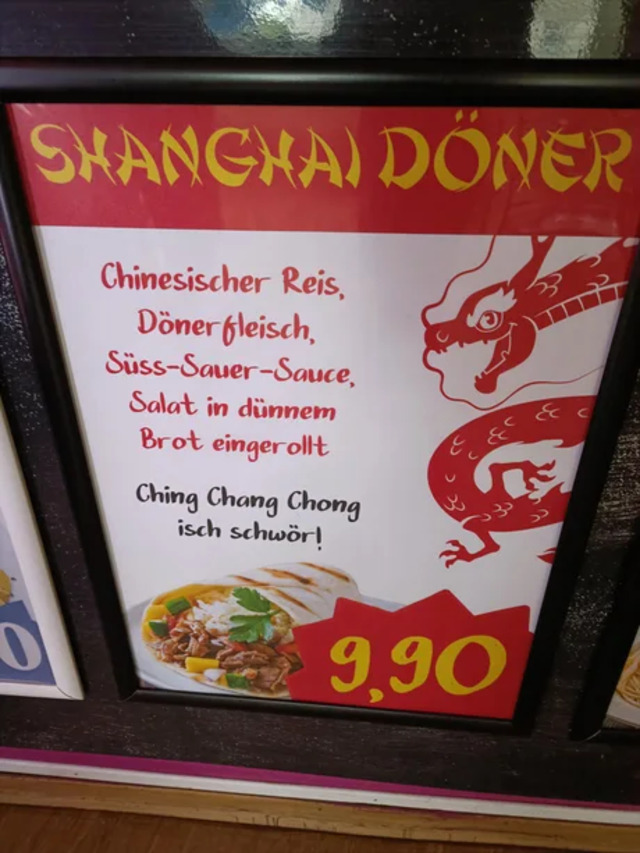 SHANGHAI DÖNER
Chinesischer Reis,
Dönerfleisch,
Süss-Sauer-Sauce,
Salat in dünnem
Brot eingerollt
Ching Chang Chong
isch schwör!
9,90
0